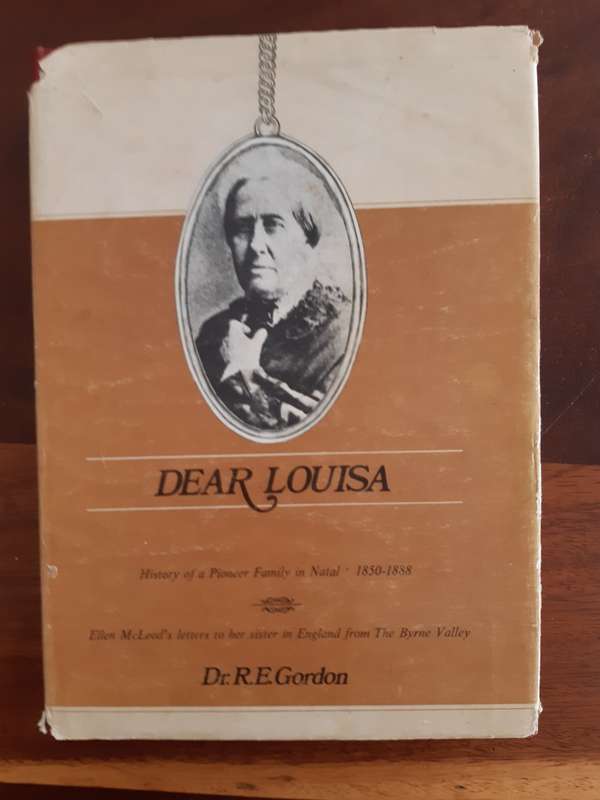 DEAR LOUISA
History of a Pioneer Family in Natal · 1850-1888
Ellen McLeod's letters to her sister in England from The Byrne Valley
Dr. R.E. Gordon